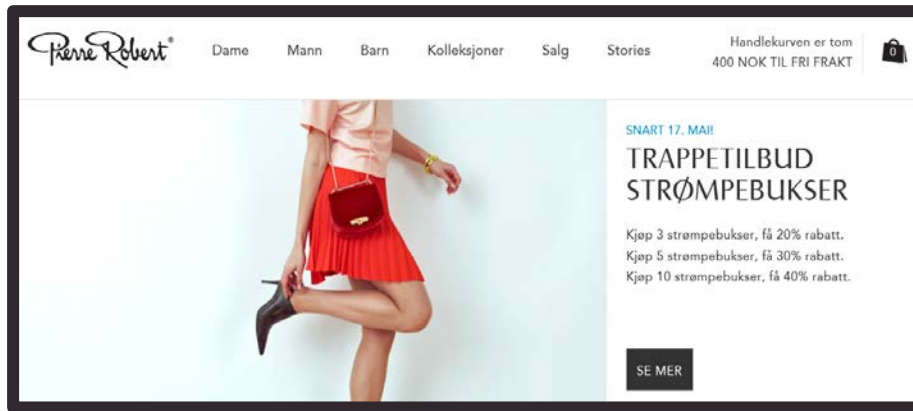 Pierre Robert®
Dame Mann Barn Kolleksjoner Salg Stories
Handlekurven er tom
400 NOK TIL FRI FRAKT
0
SNART 17. MAI!
TRAPPETILBUD
STRØMPEBUKSER
Kjøp 3 strømpebukser, få 20% rabatt.
Kjøp 5 strømpebukser, få 30% rabatt.
Kjøp 10 strømpebukser, få 40% rabatt.
SE MER